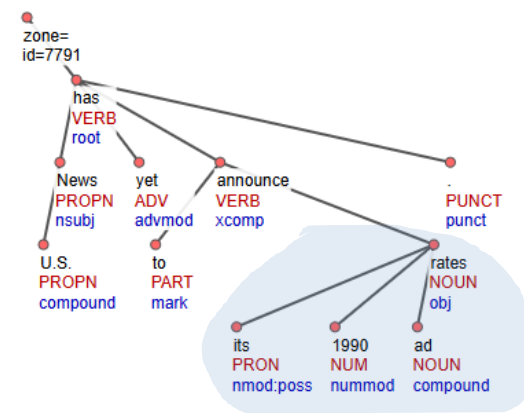 zone=
id=7791
has
VERB
root
News yet announce .
PROPN ADV VERB PUNCT
nsubj advmod xcomp punct
U.S. to rates
PROPN PART NOUN
compound mark obj
its 1990 ad
PRON NUM NOUN
nmod:poss nummod compound